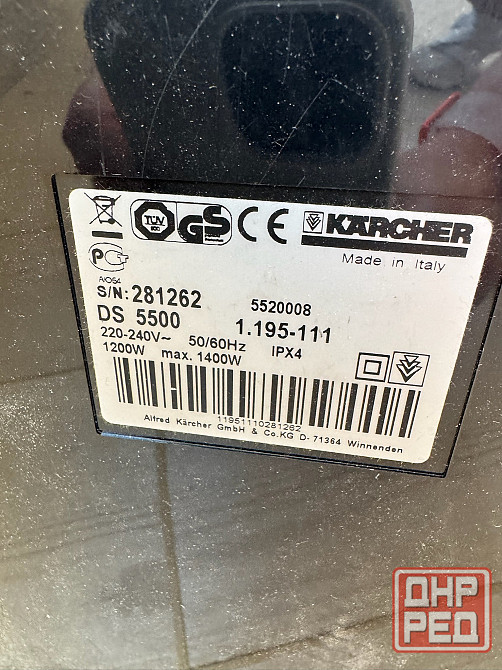 TÜV
GS
CE
KÄRCHER
Made in Italy
АЮ64
S/N: 281262
5520008
DS 5500
1.195-111
220-240V~ 50/60Hz IPX4
1200W max. 1400W
11951110281262
Alfred Kärcher GmbH & Co.KG D- 71364 Winnenden
ДНР
РЕД